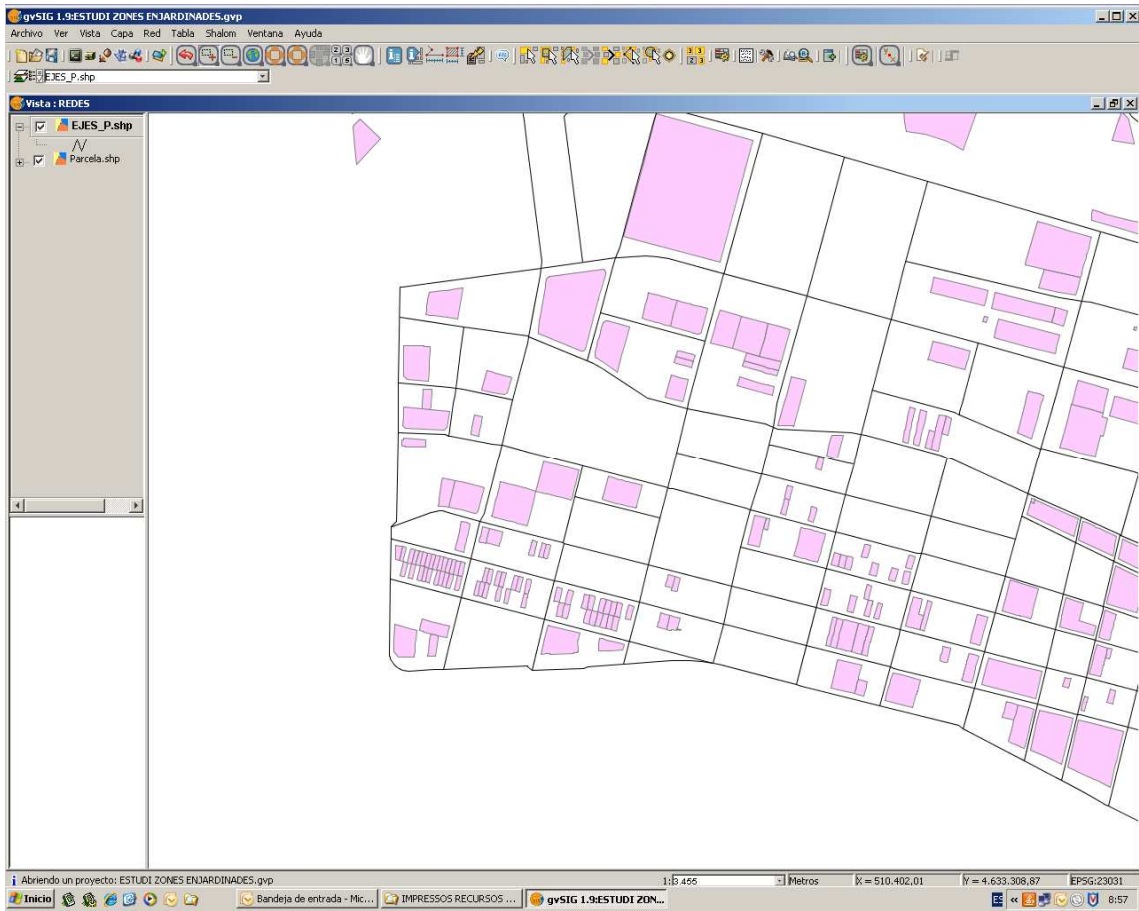 gvSIG 1.9:ESTUDI ZONES ENJARDINADES.gvp
Archivo Ver Vista Capa Red Tabla Shalom Ventana Ayuda
EJES_P.shp
Vista : REDES
EJES_P.shp
Parcela.shp
Abriendo un proyecto: ESTUDI ZONES ENJARDINADES.gvp
1:3.455
Metros
X = 510.402,01
Y = 4.633.308,87
EPSG:23031
Inicio
Bandeja de entrada - Mic...
IMPRESSOS RECURSOS ...
gvSIG 1.9:ESTUDI ZON...
ES
8:57